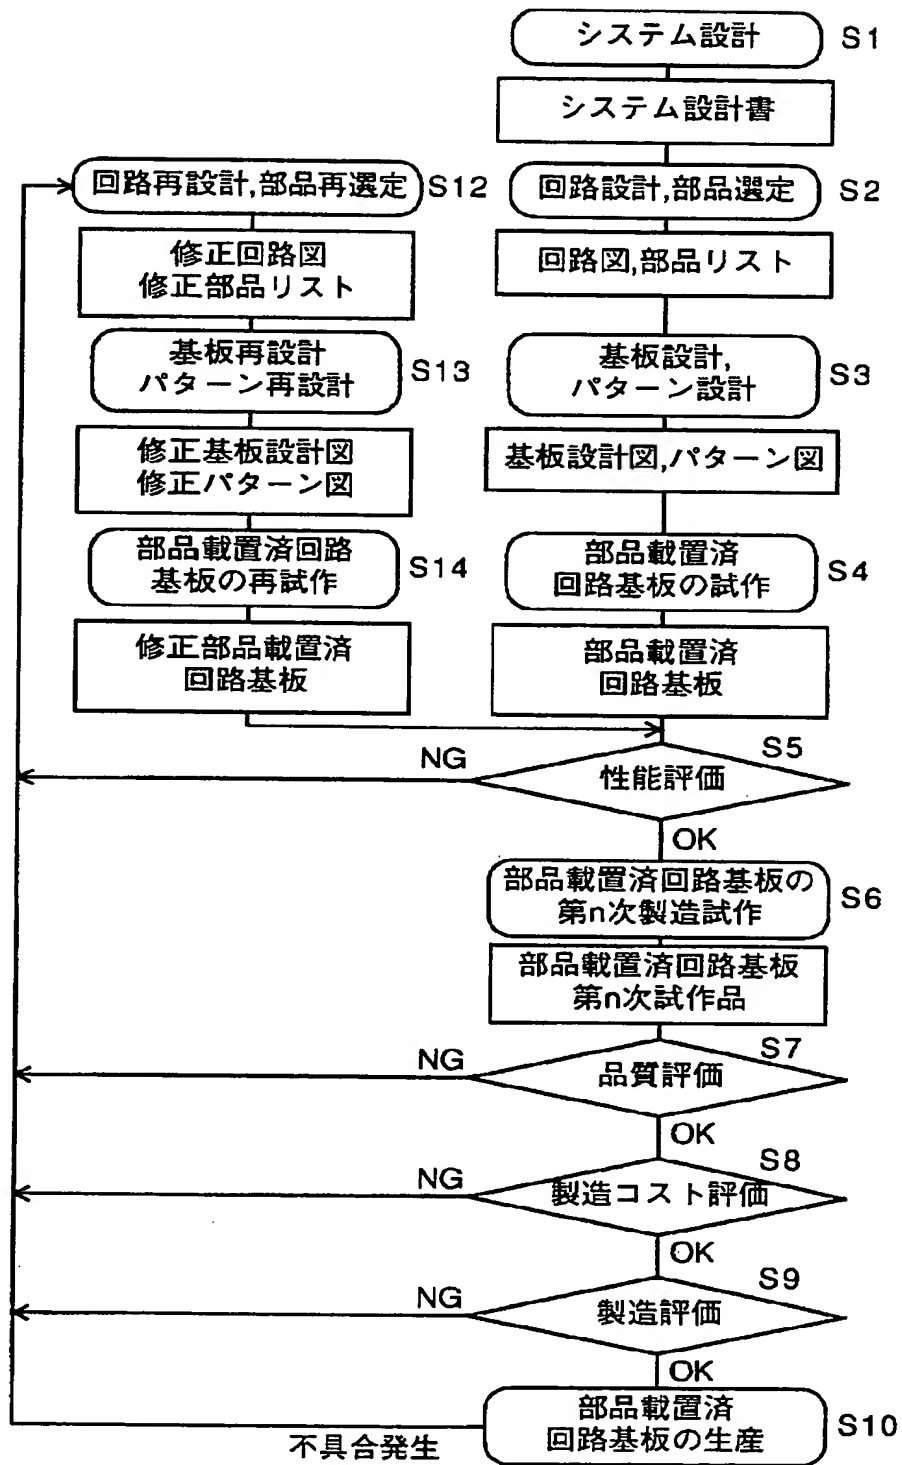 システム設計 S1
システム設計書
回路再設計,部品再選定 S12
回路設計,部品選定 S2
修正回路図
修正部品リスト
回路図,部品リスト
基板再設計
パターン再設計
S13
基板設計,
パターン設計
S3
修正基板設計図
修正パターン図
基板設計図,パターン図
部品載置済回路
基板の再試作
S14
部品載置済
回路基板の試作
S4
修正部品載置済
回路基板
部品載置済
回路基板
S5
NG
性能評価
OK
部品載置済回路基板の
第n次製造試作
S6
部品載置済回路基板
第n次試作品
S7
NG
品質評価
OK
S8
NG
製造コスト評価
OK
S9
NG
製造評価
OK
部品載置済
回路基板の生産
S10
不具合発生